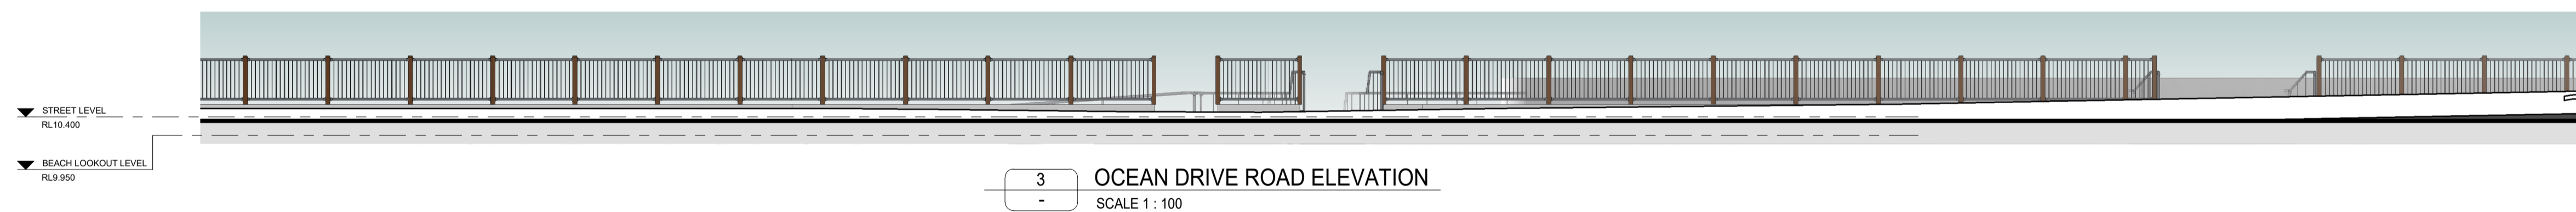 STREET LEVEL
RL10.400
BEACH LOOKOUT LEVEL
RL9.950
3
-
OCEAN DRIVE ROAD ELEVATION
SCALE 1 : 100